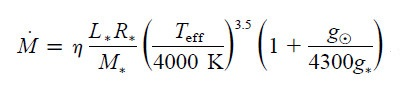 Ṁ = η L*R*/M* (T_eff/4000 K)^3.5 (1 + g⊙/4300g*)